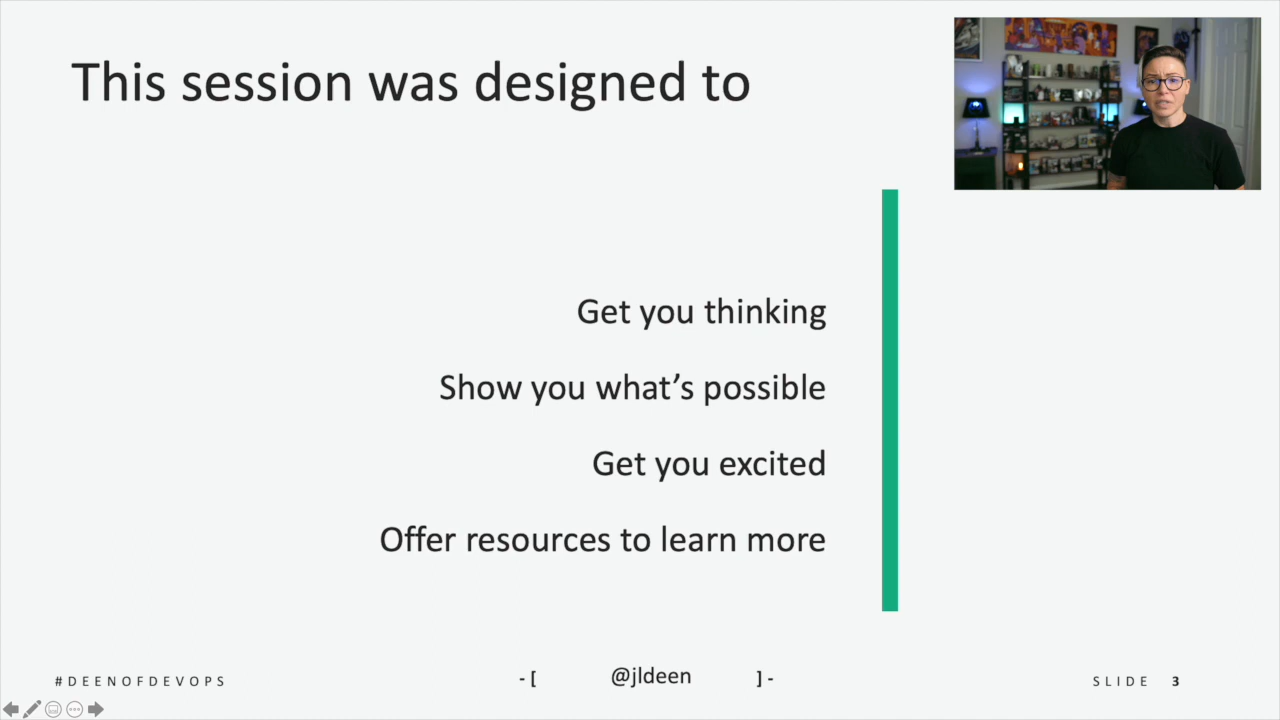 This session was designed to
Get you thinking
Show you what’s possible
Get you excited
Offer resources to learn more
#DEENOFDEVOPS
-[ @jldeen ]-
SLIDE 3